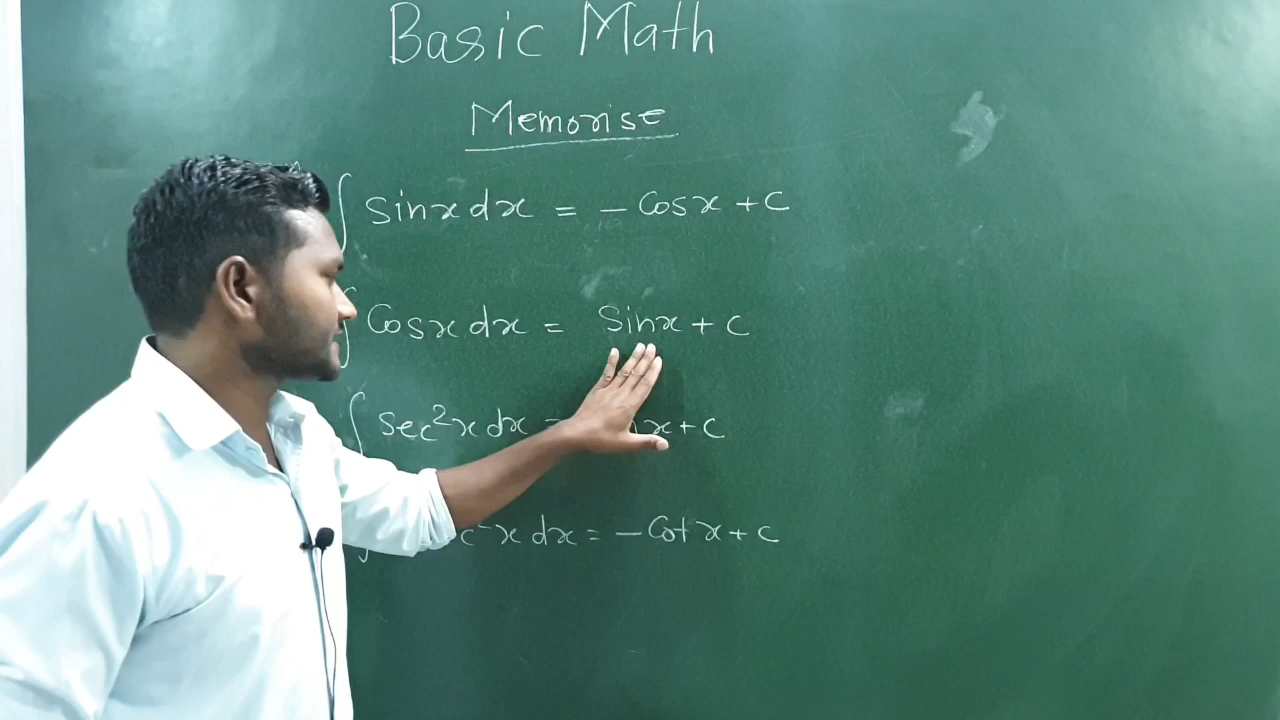 Basic Math
Memorise
∫ sinx dx = - Cosx + c
∫ Cosx dx = Sinx + c
∫ sec²x dx = x + c
x dx = - Cot x + c